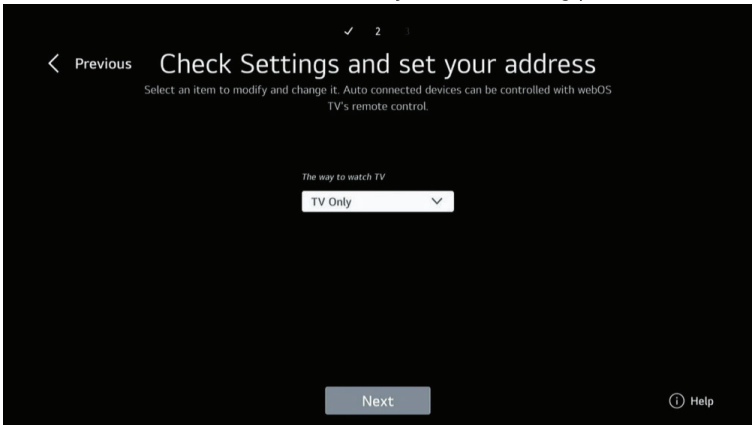 ✓ 2 3
Previous
Check Settings and set your address
Select an item to modify and change it. Auto connected devices can be controlled with webOS
TV's remote control.
The way to watch TV
TV Only
Next
Help